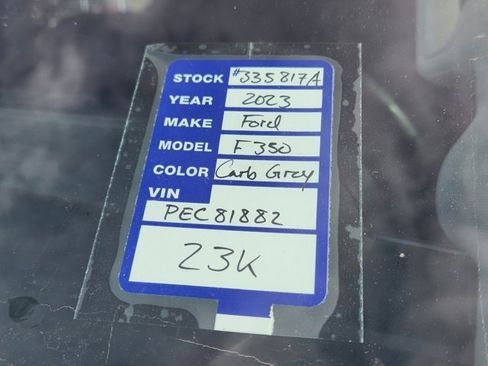 STOCK #335817A
YEAR 2023
MAKE Ford
MODEL F350
COLOR Carb Grey
VIN
PEC81882
23K